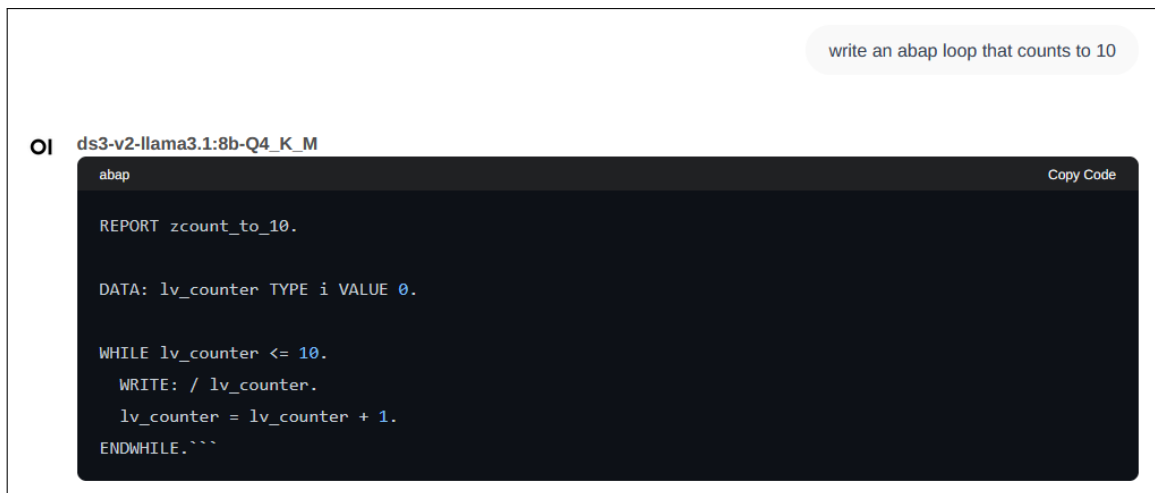 write an abap loop that counts to 10
OI ds3-v2-llama3.1:8b-Q4_K_M
abap Copy Code
REPORT zcount_to_10.
DATA: lv_counter TYPE i VALUE 0.
WHILE lv_counter <= 10.
WRITE: / lv_counter.
lv_counter = lv_counter + 1.
ENDWHILE.```